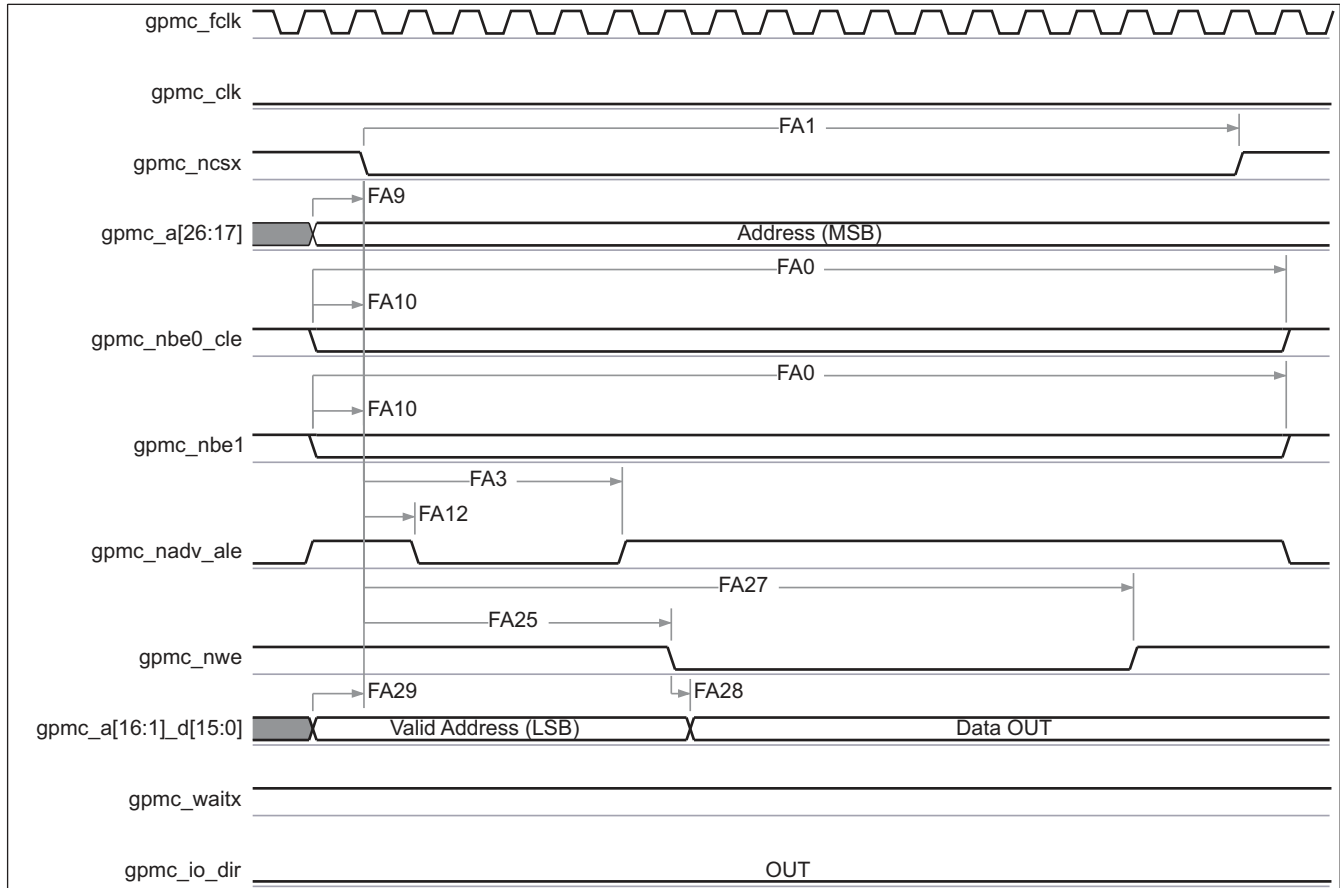 gpmc_fclk
gpmc_clk
FA1
gpmc_ncsx
FA9
gpmc_a[26:17]
Address (MSB)
FA0
FA10
gpmc_nbe0_cle
FA0
FA10
gpmc_nbe1
FA3
FA12
gpmc_nadv_ale
FA27
FA25
gpmc_nwe
FA29
FA28
gpmc_a[16:1]_d[15:0]
Valid Address (LSB)
Data OUT
gpmc_waitx
gpmc_io_dir
OUT